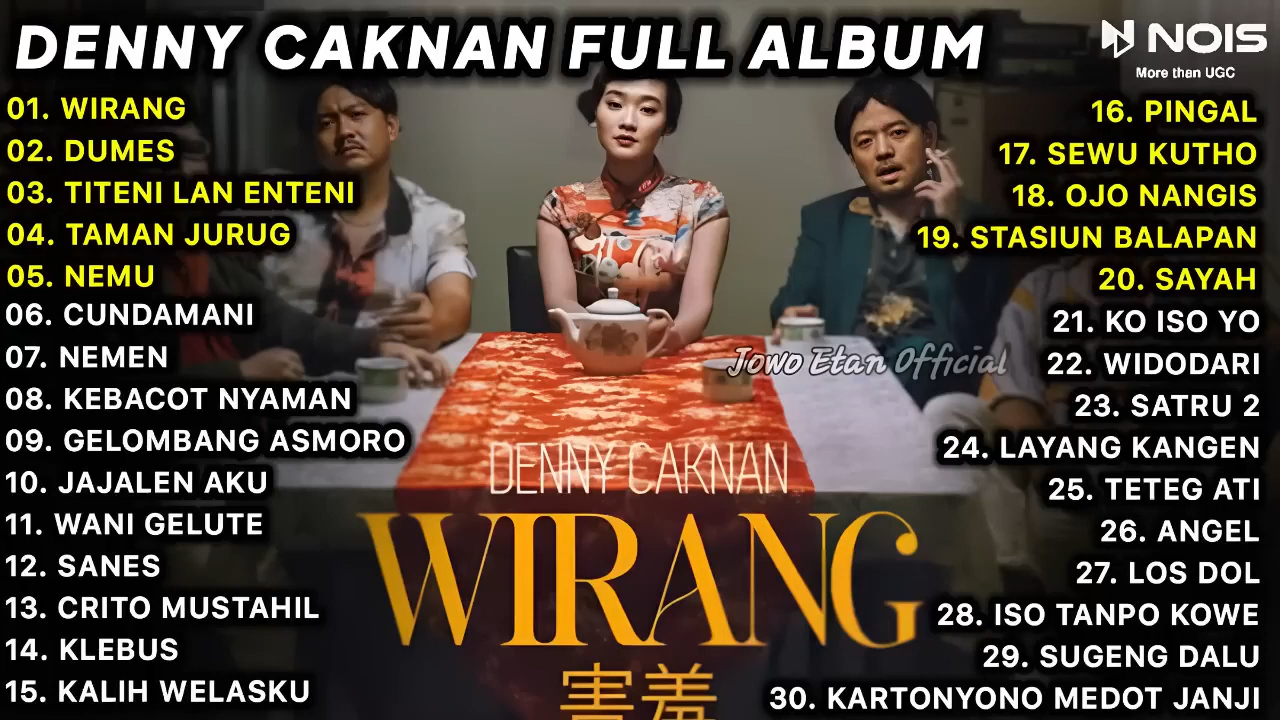 DENNY CAKNAN FULL ALBUM
NOIS
More than UGC
01. WIRANG
02. DUMES
03. TITENI LAN ENTENI
04. TAMAN JURUG
05. NEMU
06. CUNDAMANI
07. NEMEN
08. KEBACOT NYAMAN
09. GELOMBANG ASMORO
10. JAJALEN AKU
11. WANI GELUTE
12. SANES
13. CRITO MUSTAHIL
14. KLEBUS
15. KALIH WELASKU
16. PINGAL
17. SEWU KUTHO
18. OJO NANGIS
19. STASIUN BALAPAN
20. SAYAH
21. KO ISO YO
22. WIDODARI
23. SATRU 2
24. LAYANG KANGEN
25. TETEG ATI
26. ANGEL
27. LOS DOL
28. ISO TANPO KOWE
29. SUGENG DALU
30. KARTONYONO MEDOT JANJI
Jowo Etan Official
DENNY CAKNAN
WIRANG
害羞